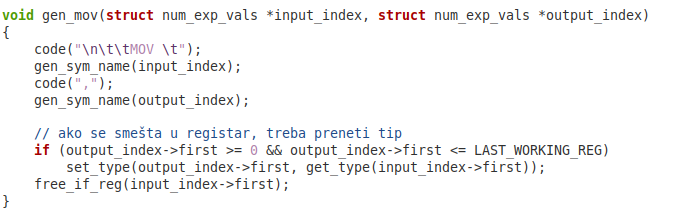 void gen_mov(struct num_exp_vals *input_index, struct num_exp_vals *output_index)
{
    code("\n\t\tMOV \t");
    gen_sym_name(input_index);
    code(",");
    gen_sym_name(output_index);

    // ako se smešta u registar, treba preneti tip
    if (output_index->first >= 0 && output_index->first <= LAST_WORKING_REG)
        set_type(output_index->first, get_type(input_index->first));
    free_if_reg(input_index->first);
}